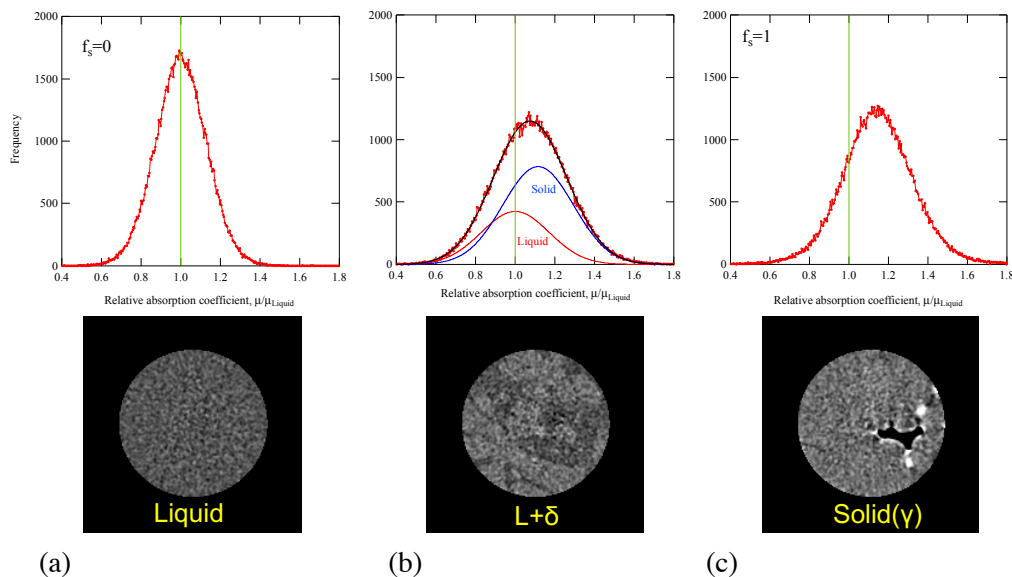 2000
1500
1000
500
0
Frequency
f_s=0
0.4 0.6 0.8 1.0 1.2 1.4 1.6 1.8
Relative absorption coefficient, μ/μ_Liquid
Liquid
(a)
2000
1500
1000
500
0
Solid
Liquid
0.4 0.6 0.8 1.0 1.2 1.4 1.6 1.8
Relative absorption coefficient, μ/μ_Liquid
L+δ
(b)
2000
1500
1000
500
0
f_s=1
0.4 0.6 0.8 1.0 1.2 1.4 1.6 1.8
Relative absorption coefficient, μ/μ_Liquid
Solid(γ)
(c)